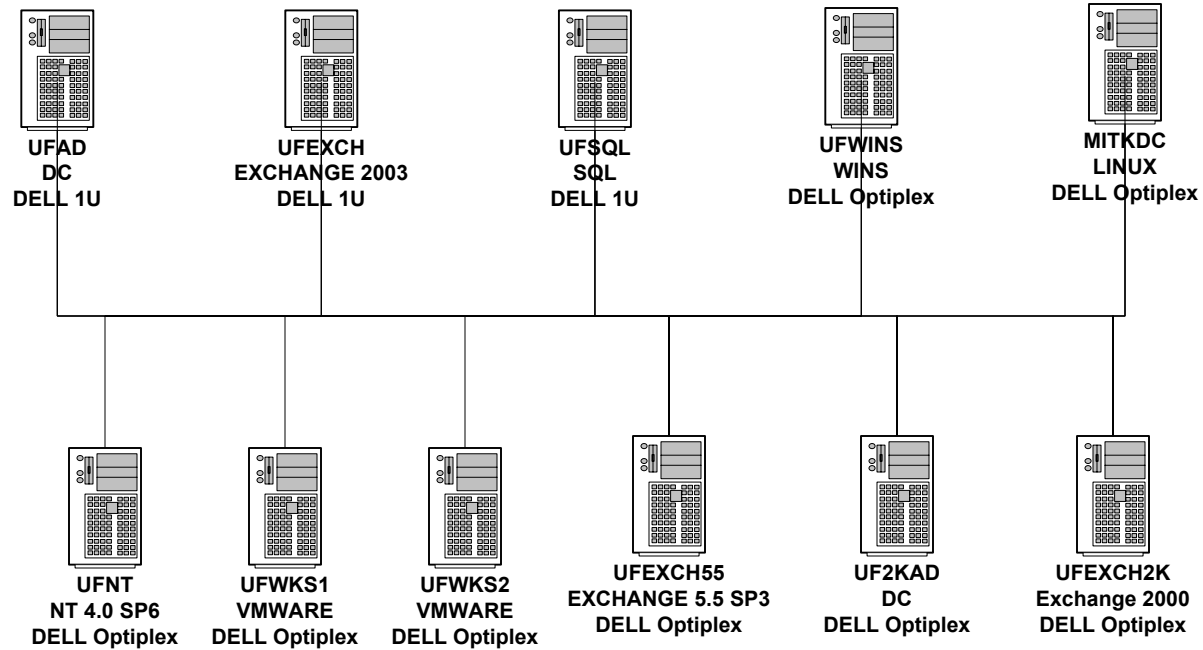 UFAD
DC
DELL 1U
UFEXCH
EXCHANGE 2003
DELL 1U
UFSQL
SQL
DELL 1U
UFWINS
WINS
DELL Optiplex
MITKDC
LINUX
DELL Optiplex
UFNT
NT 4.0 SP6
DELL Optiplex
UFWKS1
VMWARE
DELL Optiplex
UFWKS2
VMWARE
DELL Optiplex
UFEXCH55
EXCHANGE 5.5 SP3
DELL Optiplex
UF2KAD
DC
DELL Optiplex
UFEXCH2K
Exchange 2000
DELL Optiplex